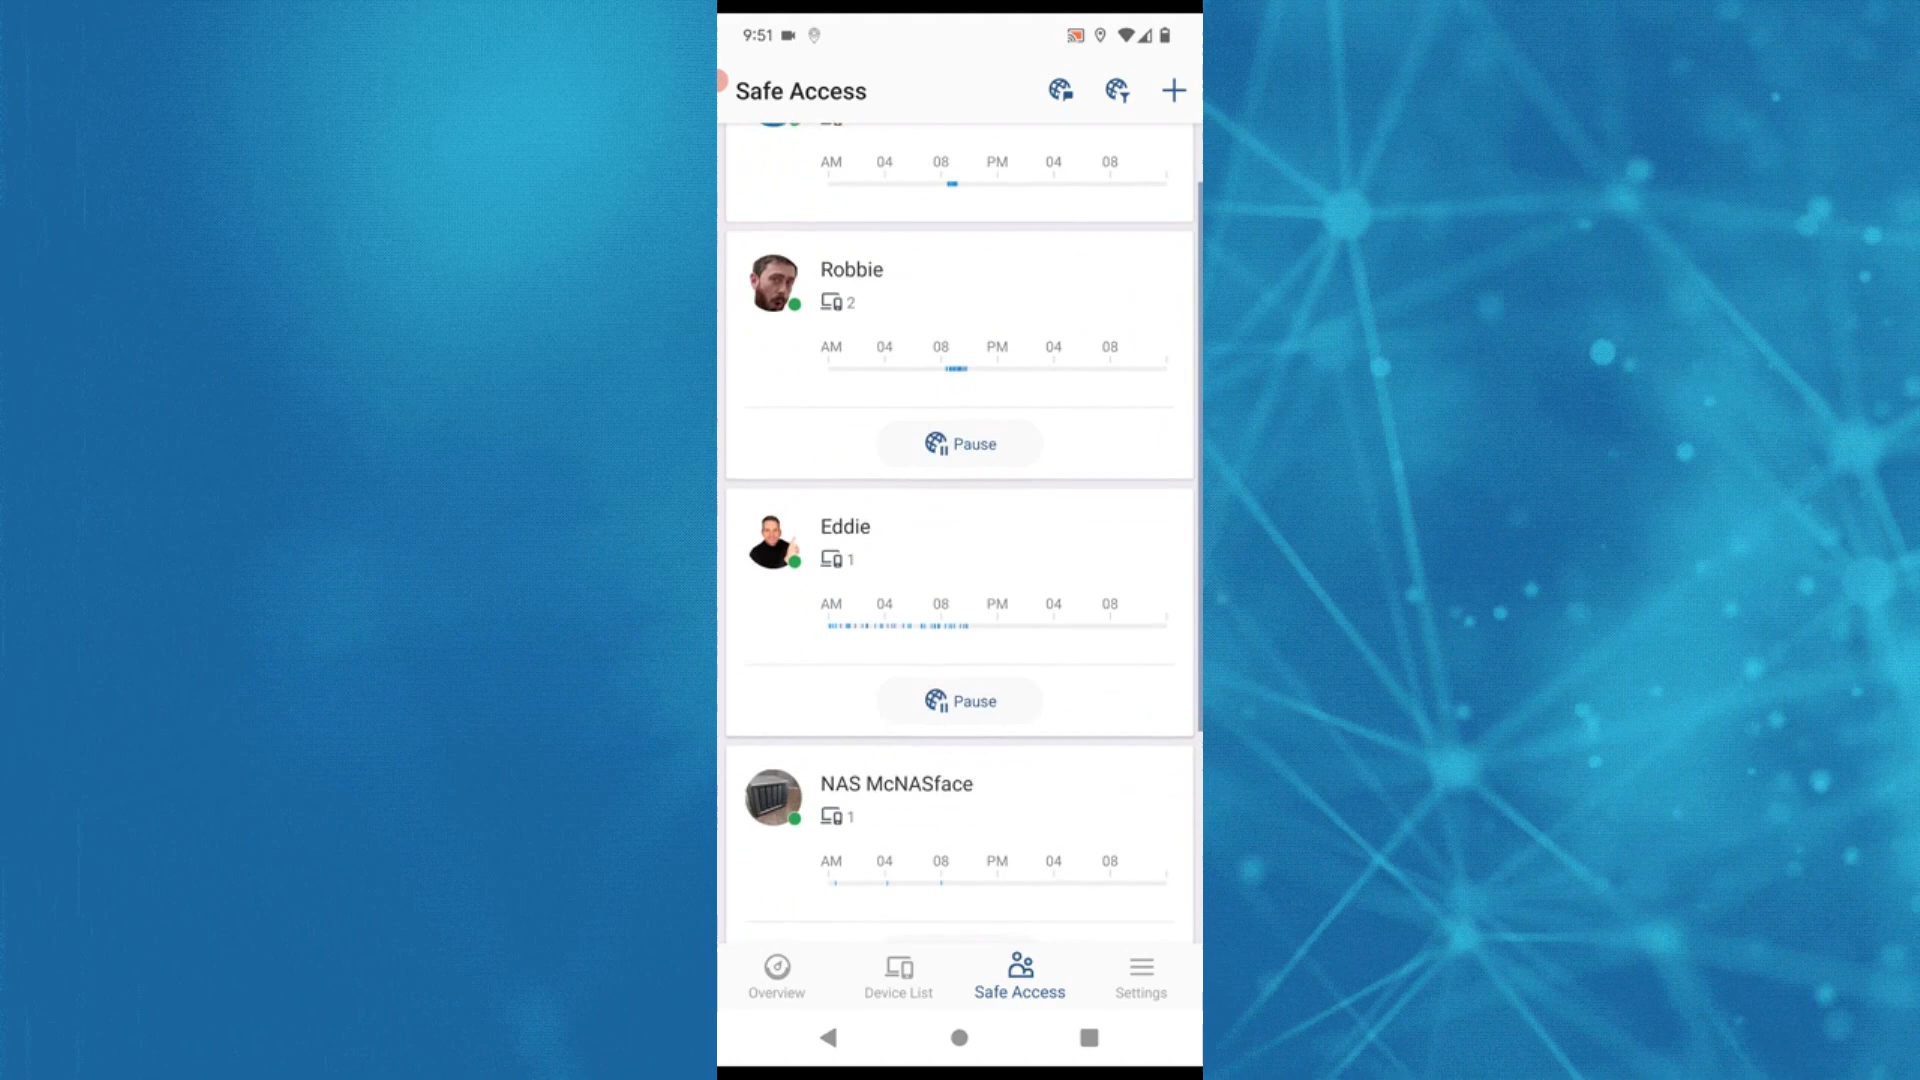 9:51
Safe Access
AM 04 08 PM 04 08
Robbie
2
AM 04 08 PM 04 08
Pause
Eddie
1
AM 04 08 PM 04 08
Pause
NAS McNASface
1
AM 04 08 PM 04 08
Overview Device List Safe Access Settings